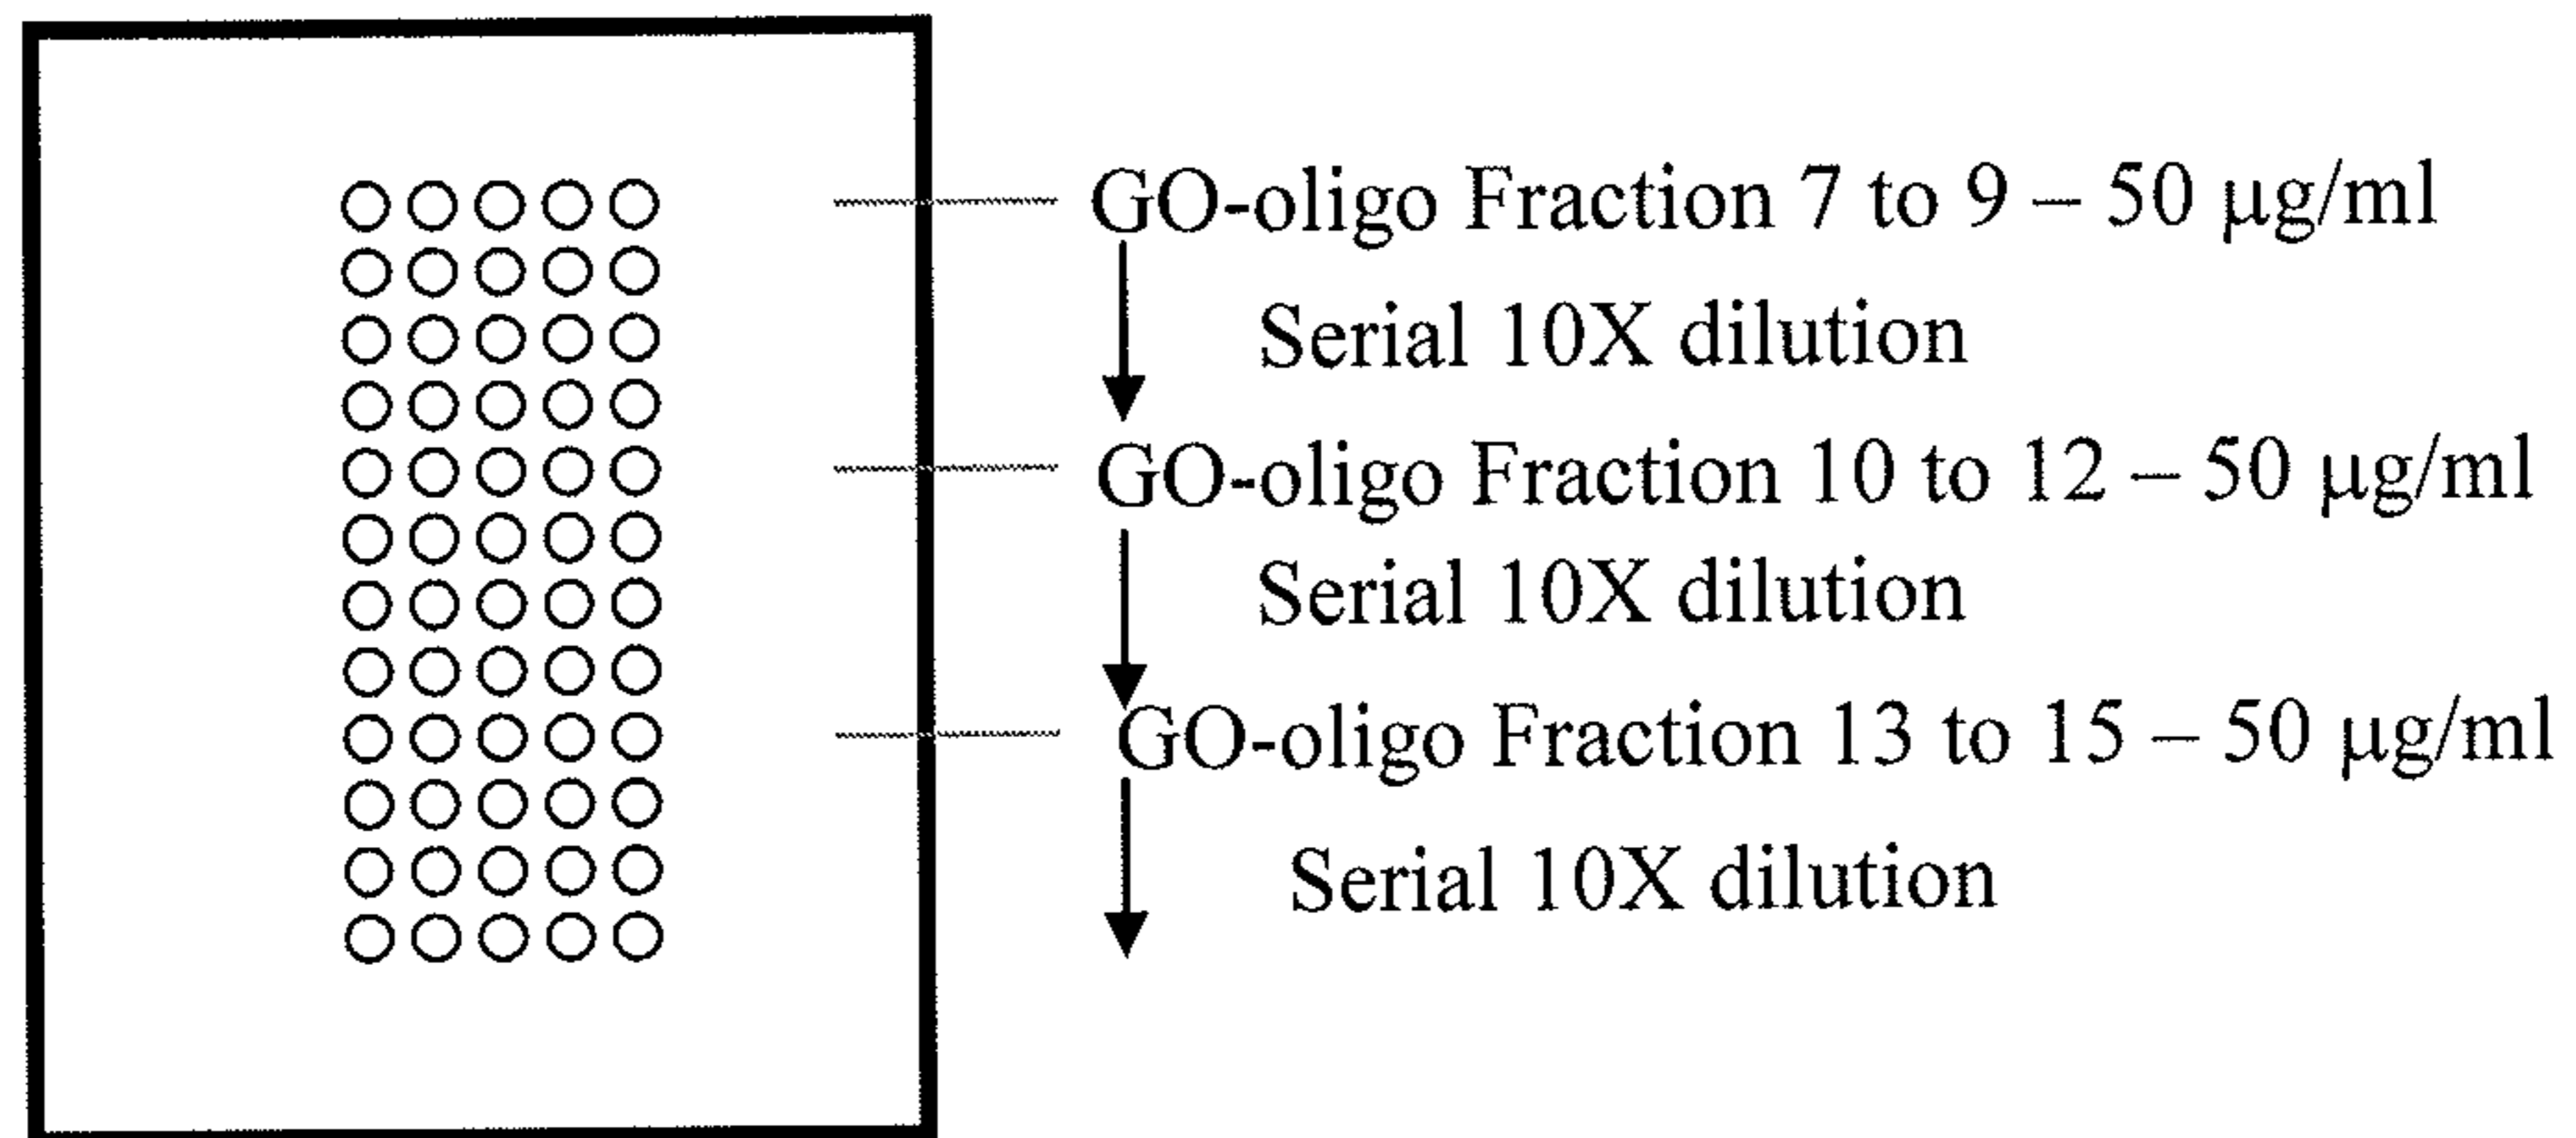 GO-oligo Fraction 7 to 9 – 50 μg/ml
Serial 10X dilution
GO-oligo Fraction 10 to 12 – 50 μg/ml
Serial 10X dilution
GO-oligo Fraction 13 to 15 – 50 μg/ml
Serial 10X dilution